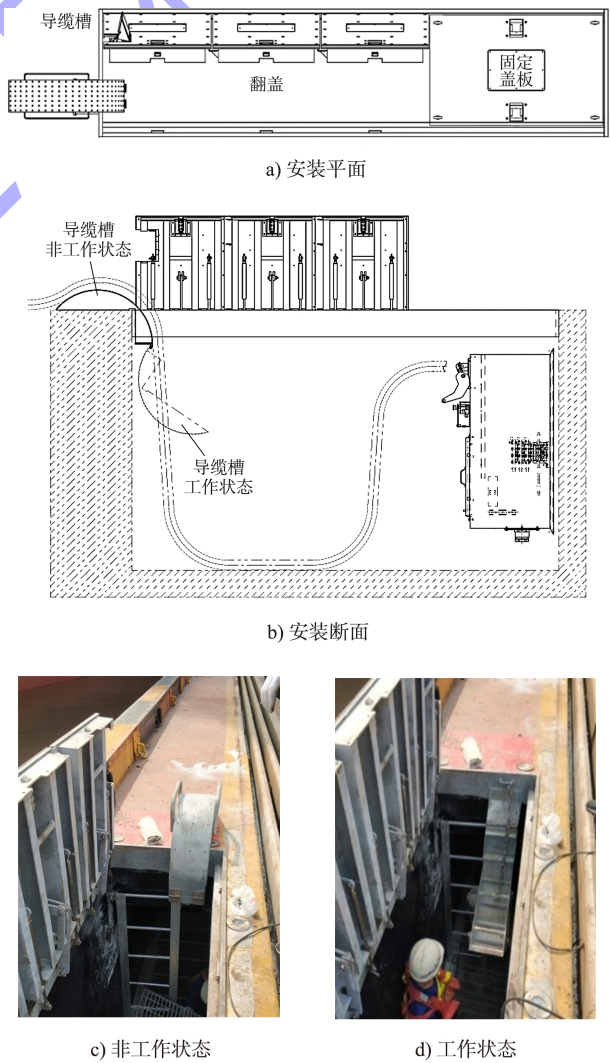 导缆槽
固定
盖板
翻盖
a) 安装平面
导缆槽
非工作状态
导缆槽
工作状态
b) 安装断面
c) 非工作状态
d) 工作状态